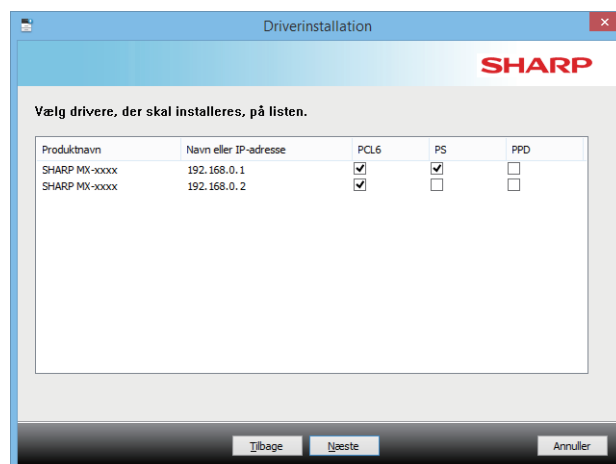 Driverinstallation
SHARP
Vælg drivere, der skal installeres, på listen.
Produktnavn Navn eller IP-adresse PCL6 PS PPD
SHARP MX-xxxx 192.168.0.1
SHARP MX-xxxx 192.168.0.2
Tilbage Næste Annuller